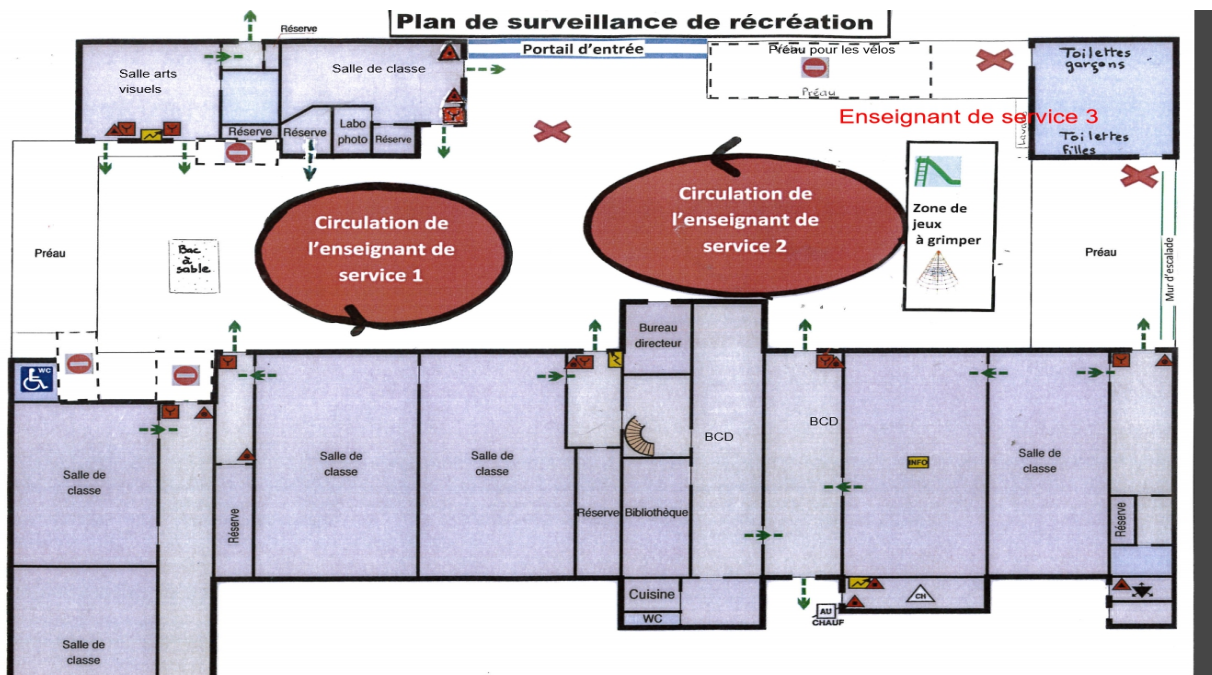 Plan de surveillance de récréation
Réserve
Portail d'entrée
Préau pour les vélos
Préau
Toilettes
garçons
Salle arts
visuels
Salle de classe
Enseignant de service 3
Réserve
Réserve
Labo
photo
Réserve
Toilettes
filles
Circulation de
l'enseignant de
service 1
Circulation de
l'enseignant de
service 2
Zone de
jeux
à grimper
Préau
Bac
à
sable
Préau
Mur d'escalade
WC
Bureau
directeur
BCD
BCD
Salle de
classe
Salle de
classe
Salle de
classe
INFO
Salle de
classe
Réserve
Réserve
Bibliothèque
Réserve
Cuisine
WC
AU
CHAUF
CH
Salle de
classe